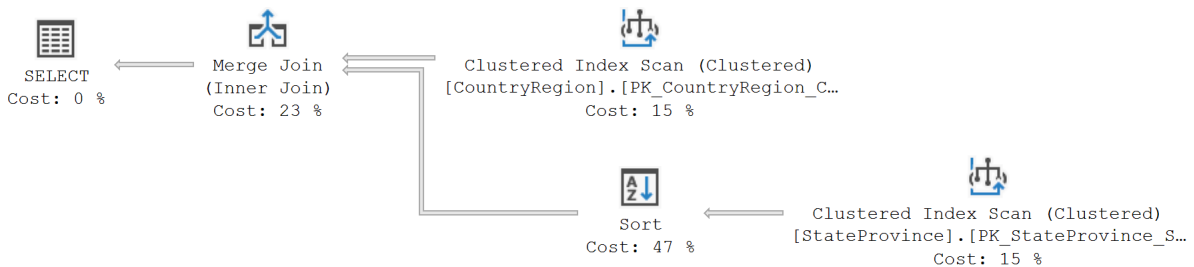 SELECT
Cost: 0 %
Merge Join
(Inner Join)
Cost: 23 %
Clustered Index Scan (Clustered)
[CountryRegion].[PK_CountryRegion_C…
Cost: 15 %
A
Z
Sort
Cost: 47 %
Clustered Index Scan (Clustered)
[StateProvince].[PK_StateProvince_S…
Cost: 15 %